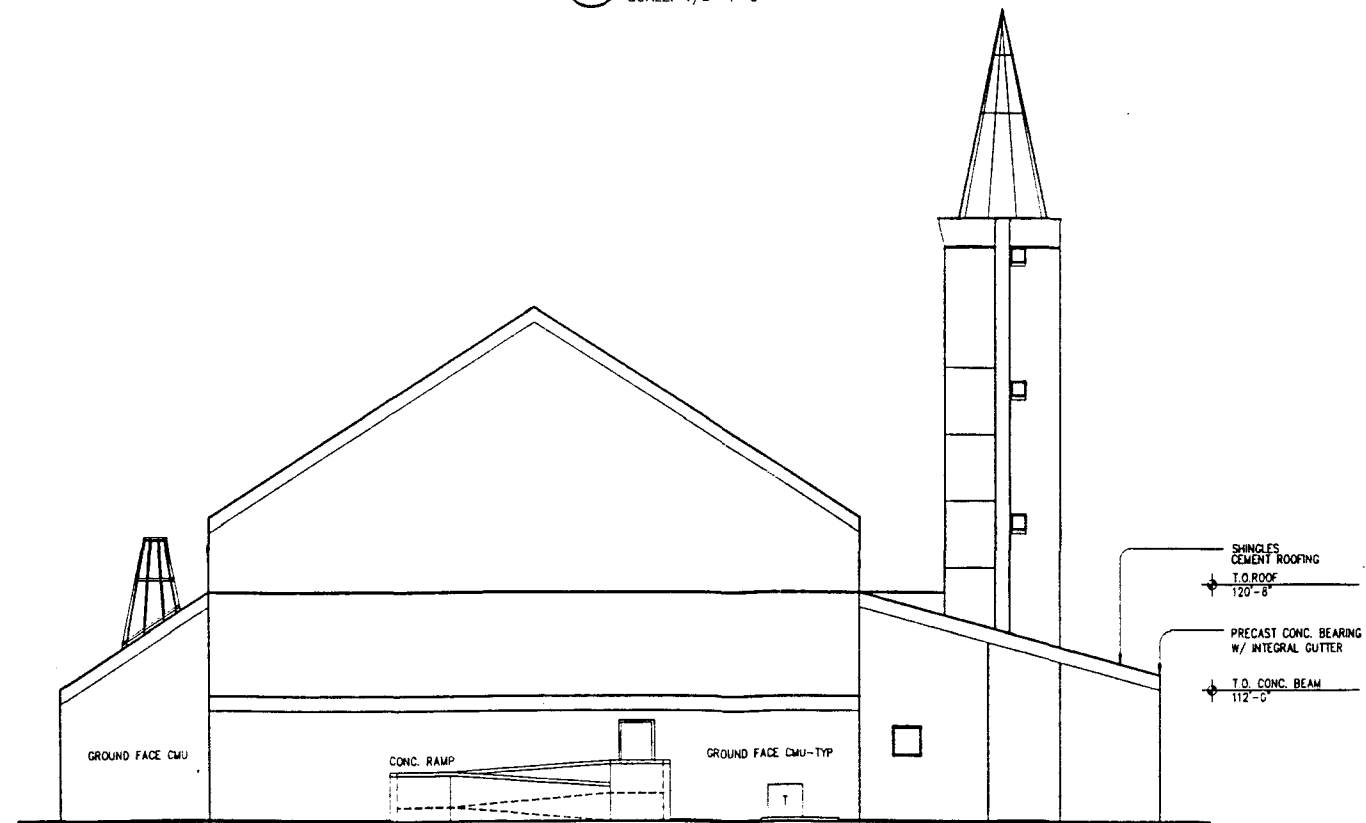 SHINGLES
CEMENT ROOFING
T.O.ROOF
120'-8"
PRECAST CONC. BEARING
W/ INTEGRAL GUTTER
T.O. CONC. BEAM
112'-0"
GROUND FACE CMU
CONC. RAMP
GROUND FACE CMU-TYP
T